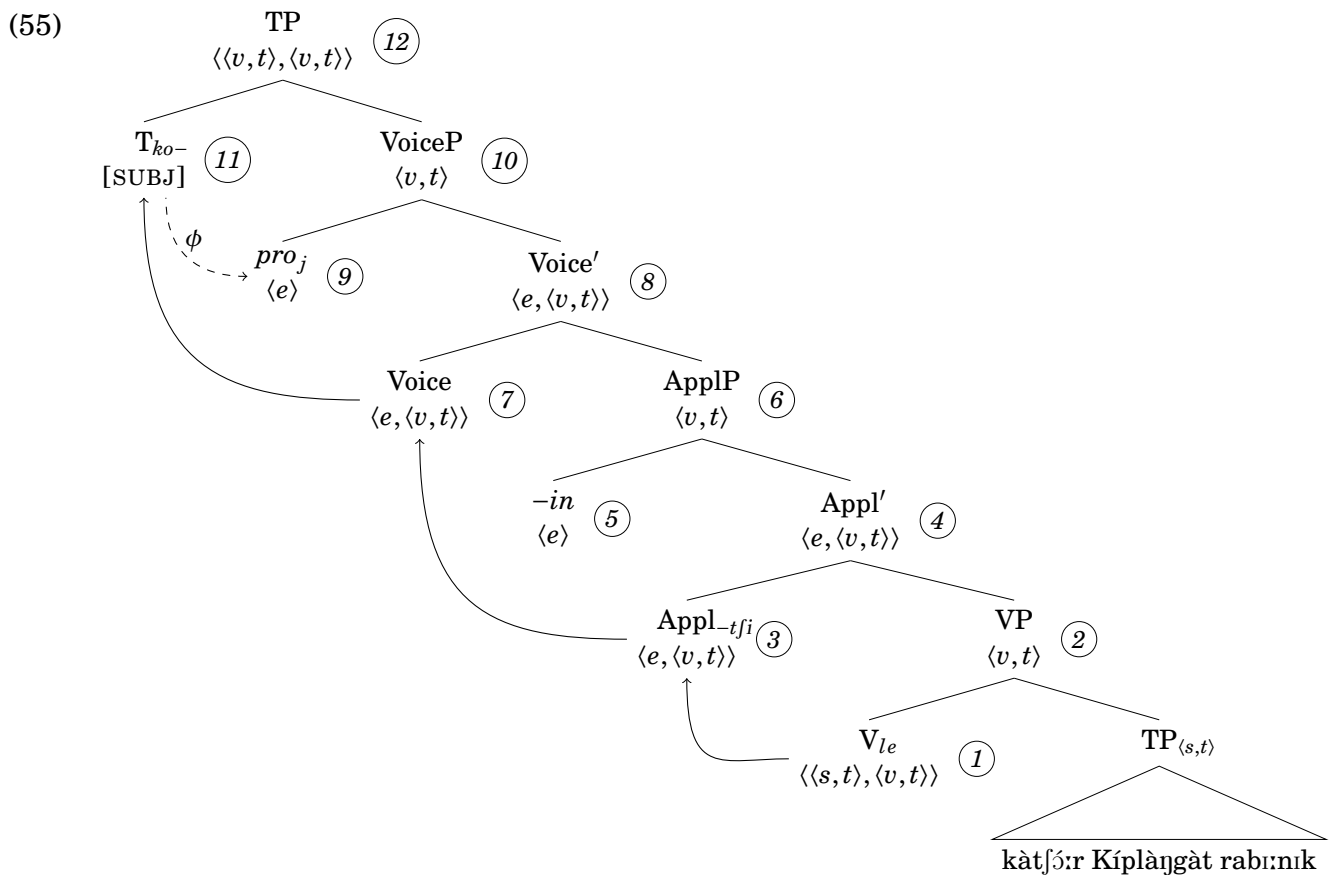 (55)
TP ⑫
⟨⟨v,t⟩,⟨v,t⟩⟩
T_ko− ⑪ VoiceP ⑩
[SUBJ] ⟨v,t⟩
ϕ
pro_j ⑨ Voice′ ⑧
⟨e⟩ ⟨e,⟨v,t⟩⟩
Voice ⑦ ApplP ⑥
⟨e,⟨v,t⟩⟩ ⟨v,t⟩
−in ⑤ Appl′ ④
⟨e⟩ ⟨e,⟨v,t⟩⟩
Appl_−tʃi ③ VP ②
⟨e,⟨v,t⟩⟩ ⟨v,t⟩
V_le ① TP_⟨s,t⟩
⟨⟨s,t⟩,⟨v,t⟩⟩
kàtʃɔ́ːr Kíplàŋgàt rabɪːnɪk